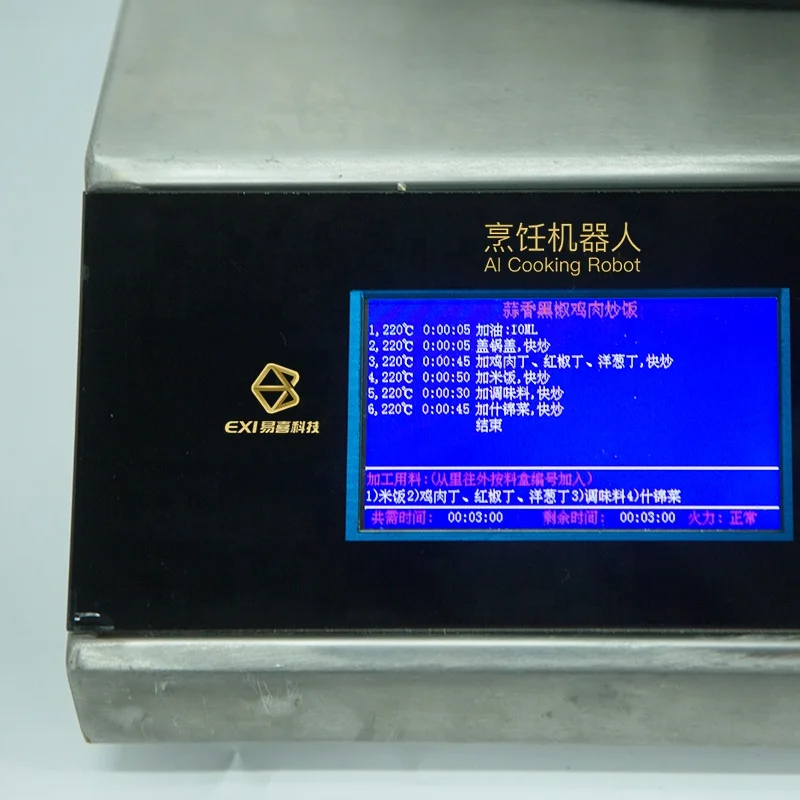 烹饪机器人
AI Cooking Robot
蒜香黑椒鸡肉炒饭
1,220℃ 0:00:05 加油:10ML
2,220℃ 0:00:05 盖锅盖,快炒
3,220℃ 0:00:45 加鸡肉丁、红椒丁、洋葱丁,快炒
4,220℃ 0:00:50 加米饭,快炒
5,220℃ 0:00:30 加调味料,快炒
6,220℃ 0:00:45 加什锦菜,快炒
结束
EXI易喜科技
加工用料:(从里往外按料盒编号加入)
1)米饭2)鸡肉丁、红椒丁、洋葱丁3)调味料4)什锦菜
共需时间: 00:03:00 剩余时间: 00:03:00 火力: 正常